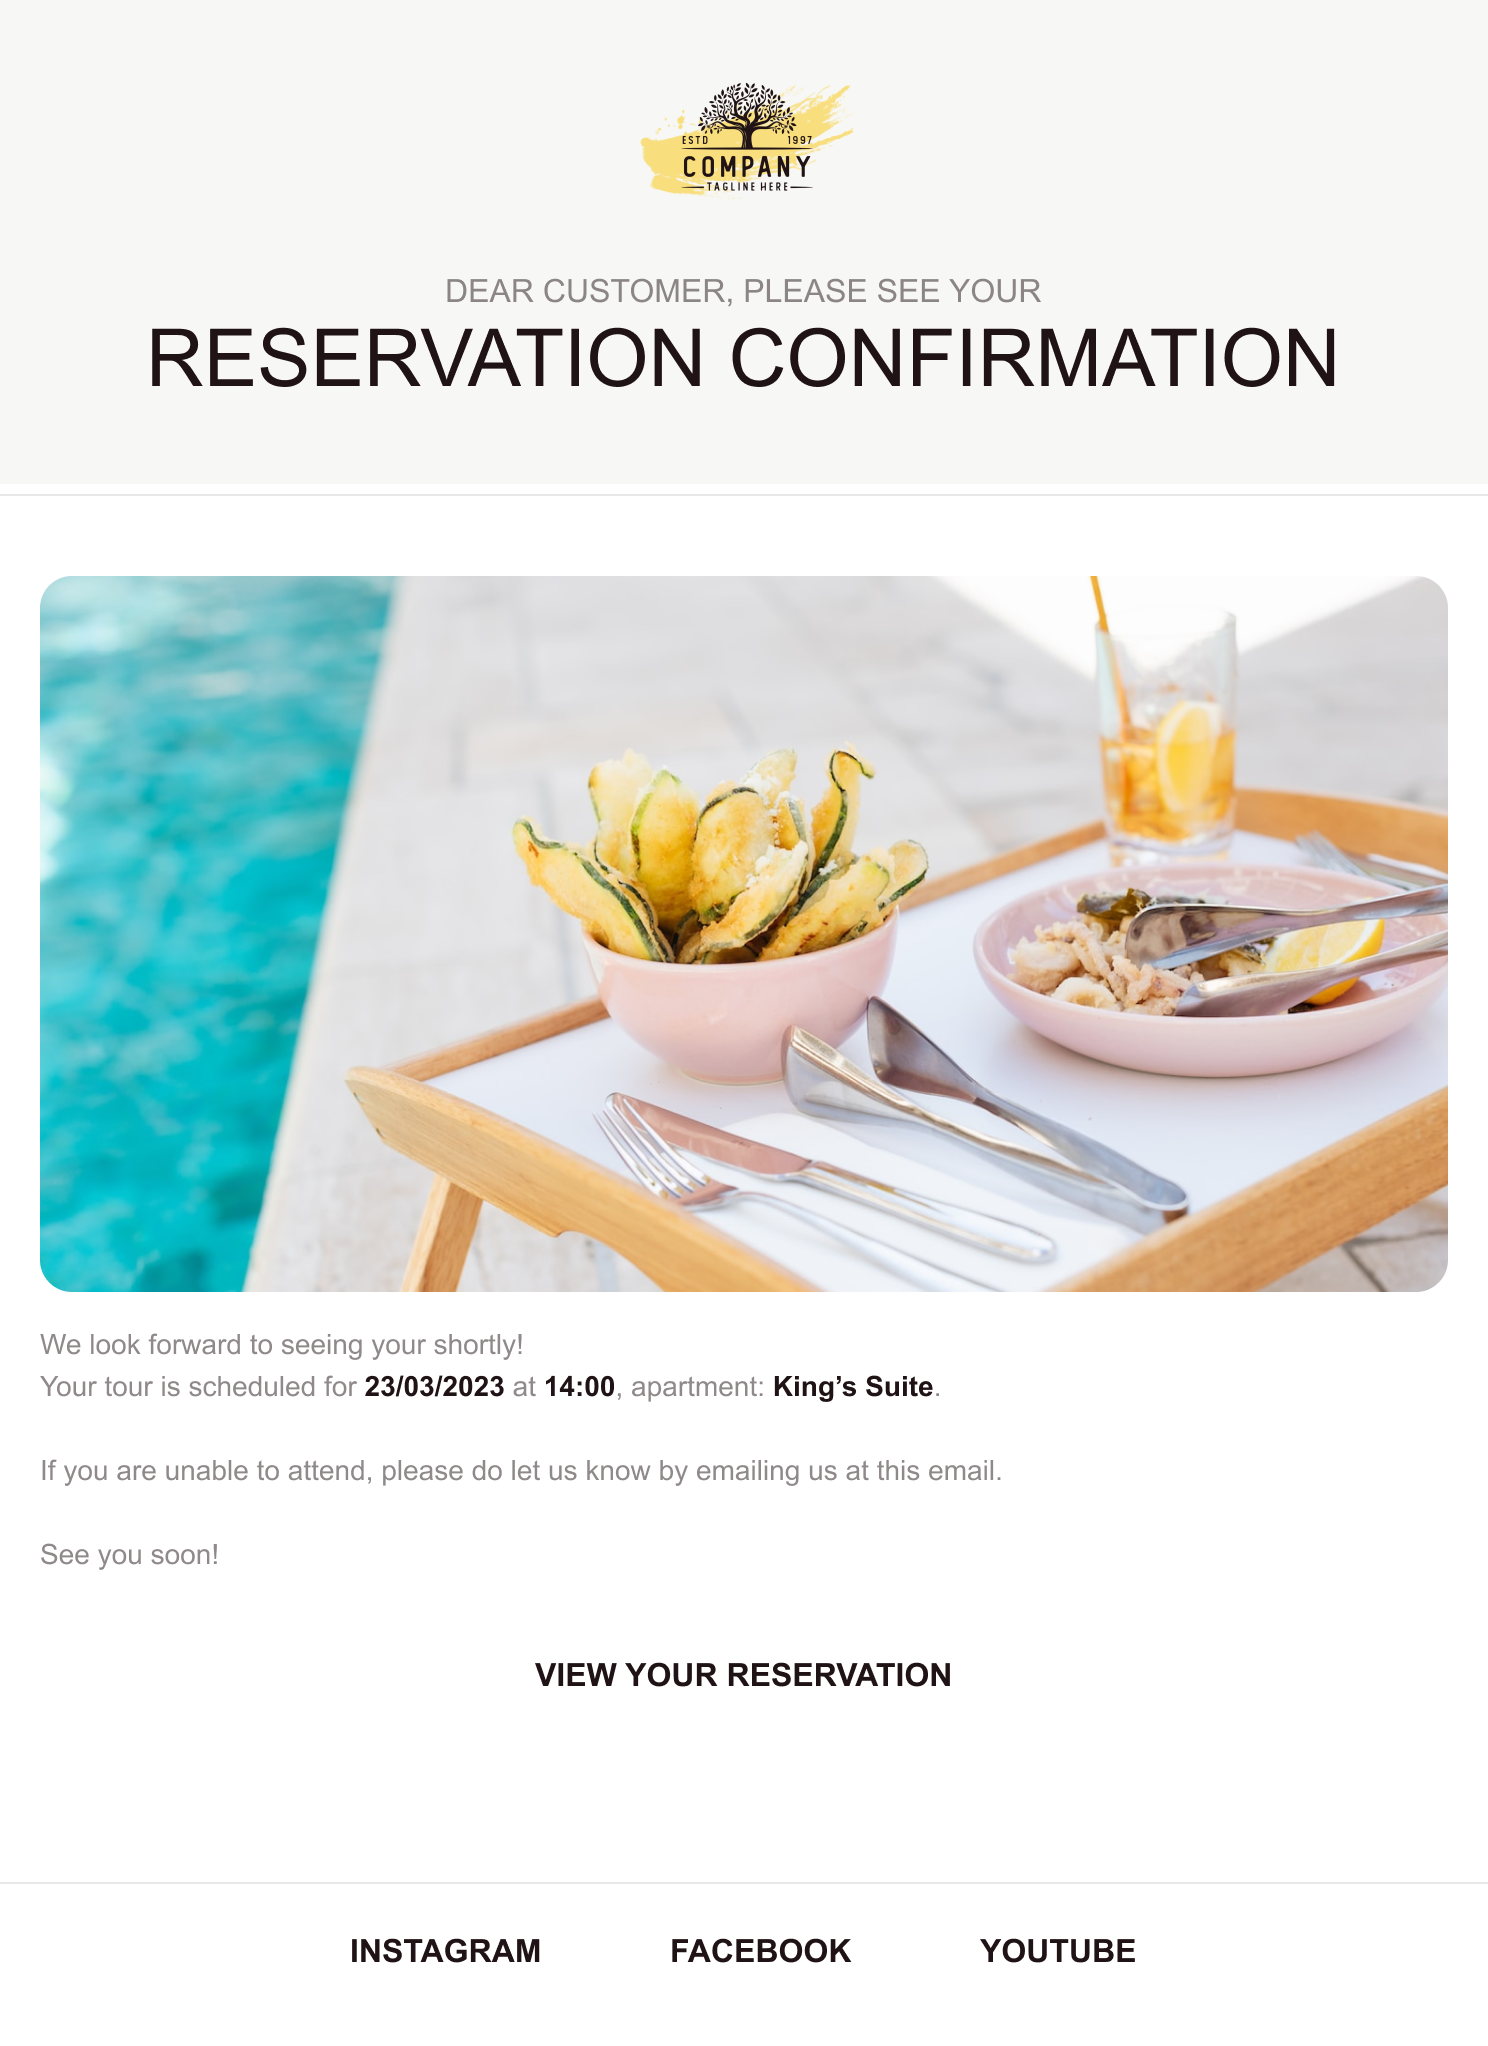 ESTD 1997
COMPANY
TAGLINE HERE
DEAR CUSTOMER, PLEASE SEE YOUR
RESERVATION CONFIRMATION
We look forward to seeing your shortly!
Your tour is scheduled for 23/03/2023 at 14:00, apartment: King’s Suite.
If you are unable to attend, please do let us know by emailing us at this email.
See you soon!
VIEW YOUR RESERVATION
INSTAGRAM FACEBOOK YOUTUBE